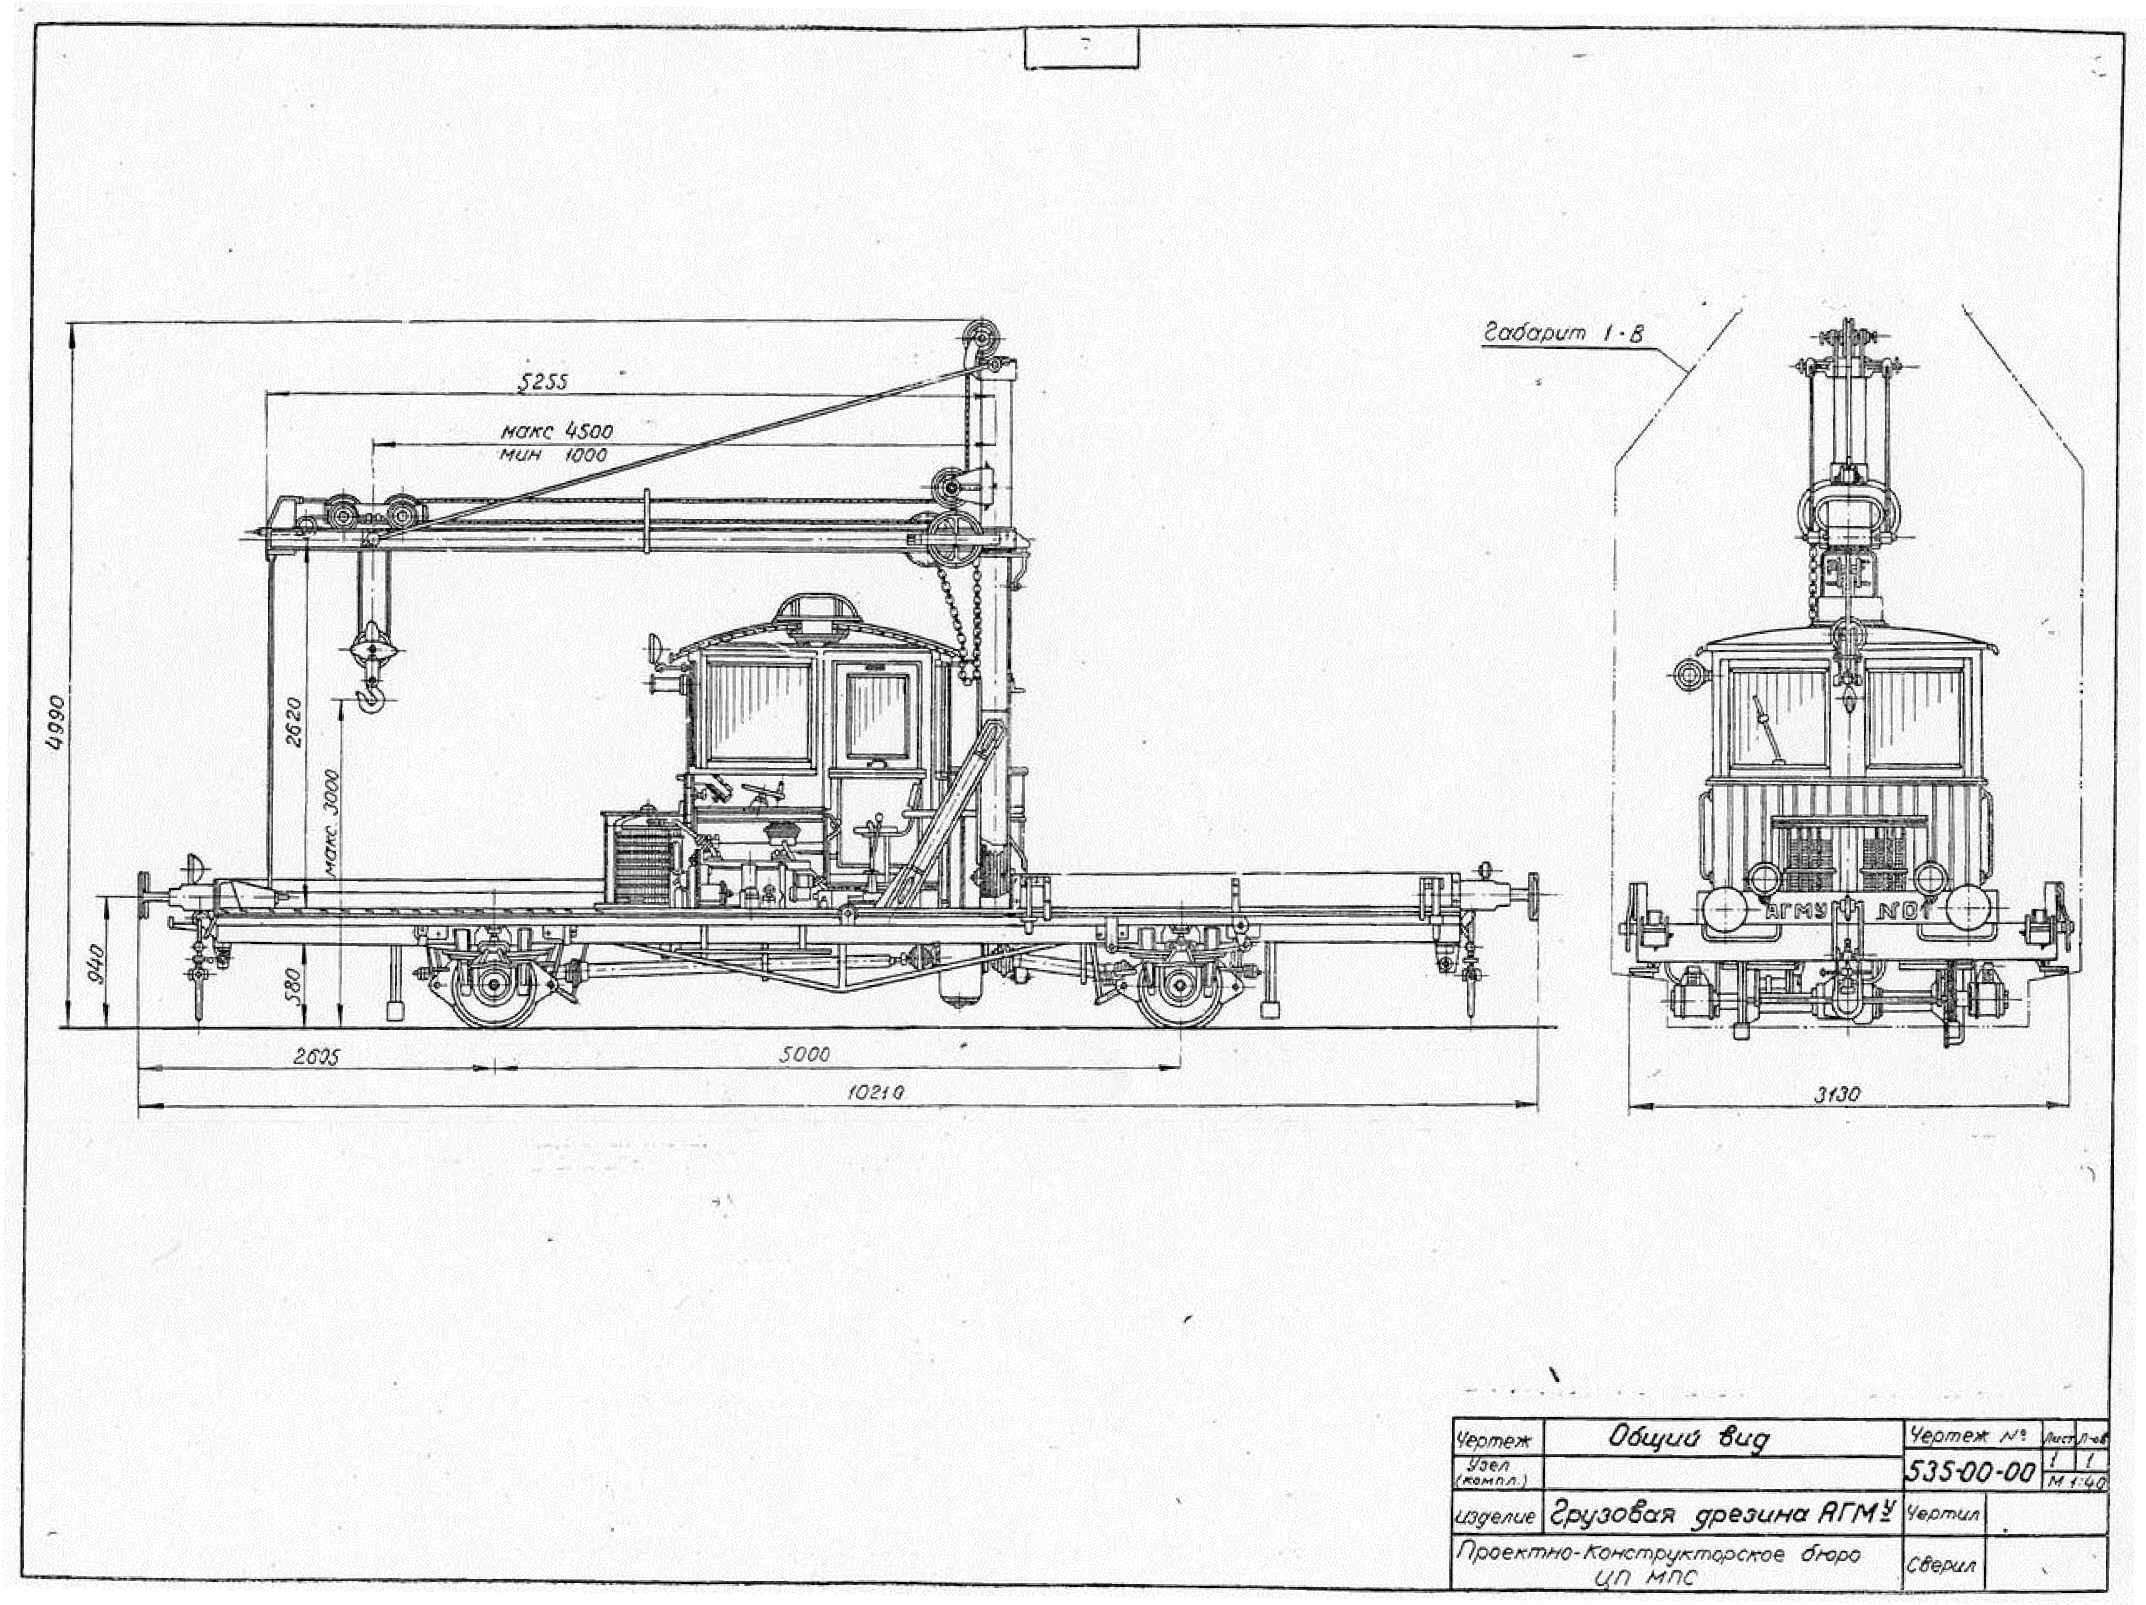 Габарит 1-В
5255
макс 4500
мин 1000
4990
2620
макс 3000
940
580
2605
5000
10210
3130
АГМУ №01
Чертеж
Общий вид
Чертеж №
Лист
Л-ов
Узел
(компл.)
535-00-00
1
1
М 1:40
изделие
Грузовая дрезина АГМУ
Чертил
Проектно-Конструкторское бюро
ЦП МПС
Сверил